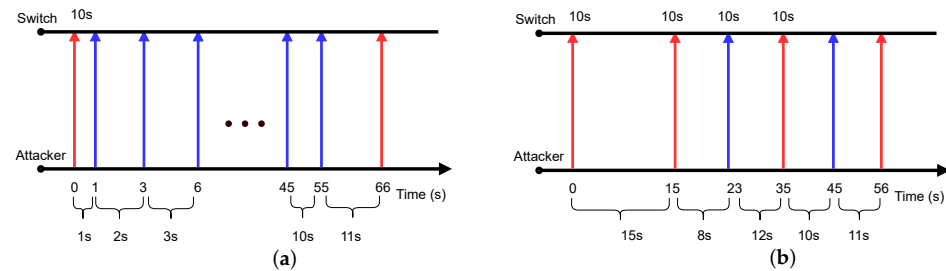 Switch
10s
Attacker
0 1 3 6 45 55 66 Time (s)
1s 2s 3s 10s 11s
(a)
Switch
10s 10s 10s 10s
Attacker
0 15 23 35 45 56 Time (s)
15s 8s 12s 10s 11s
(b)